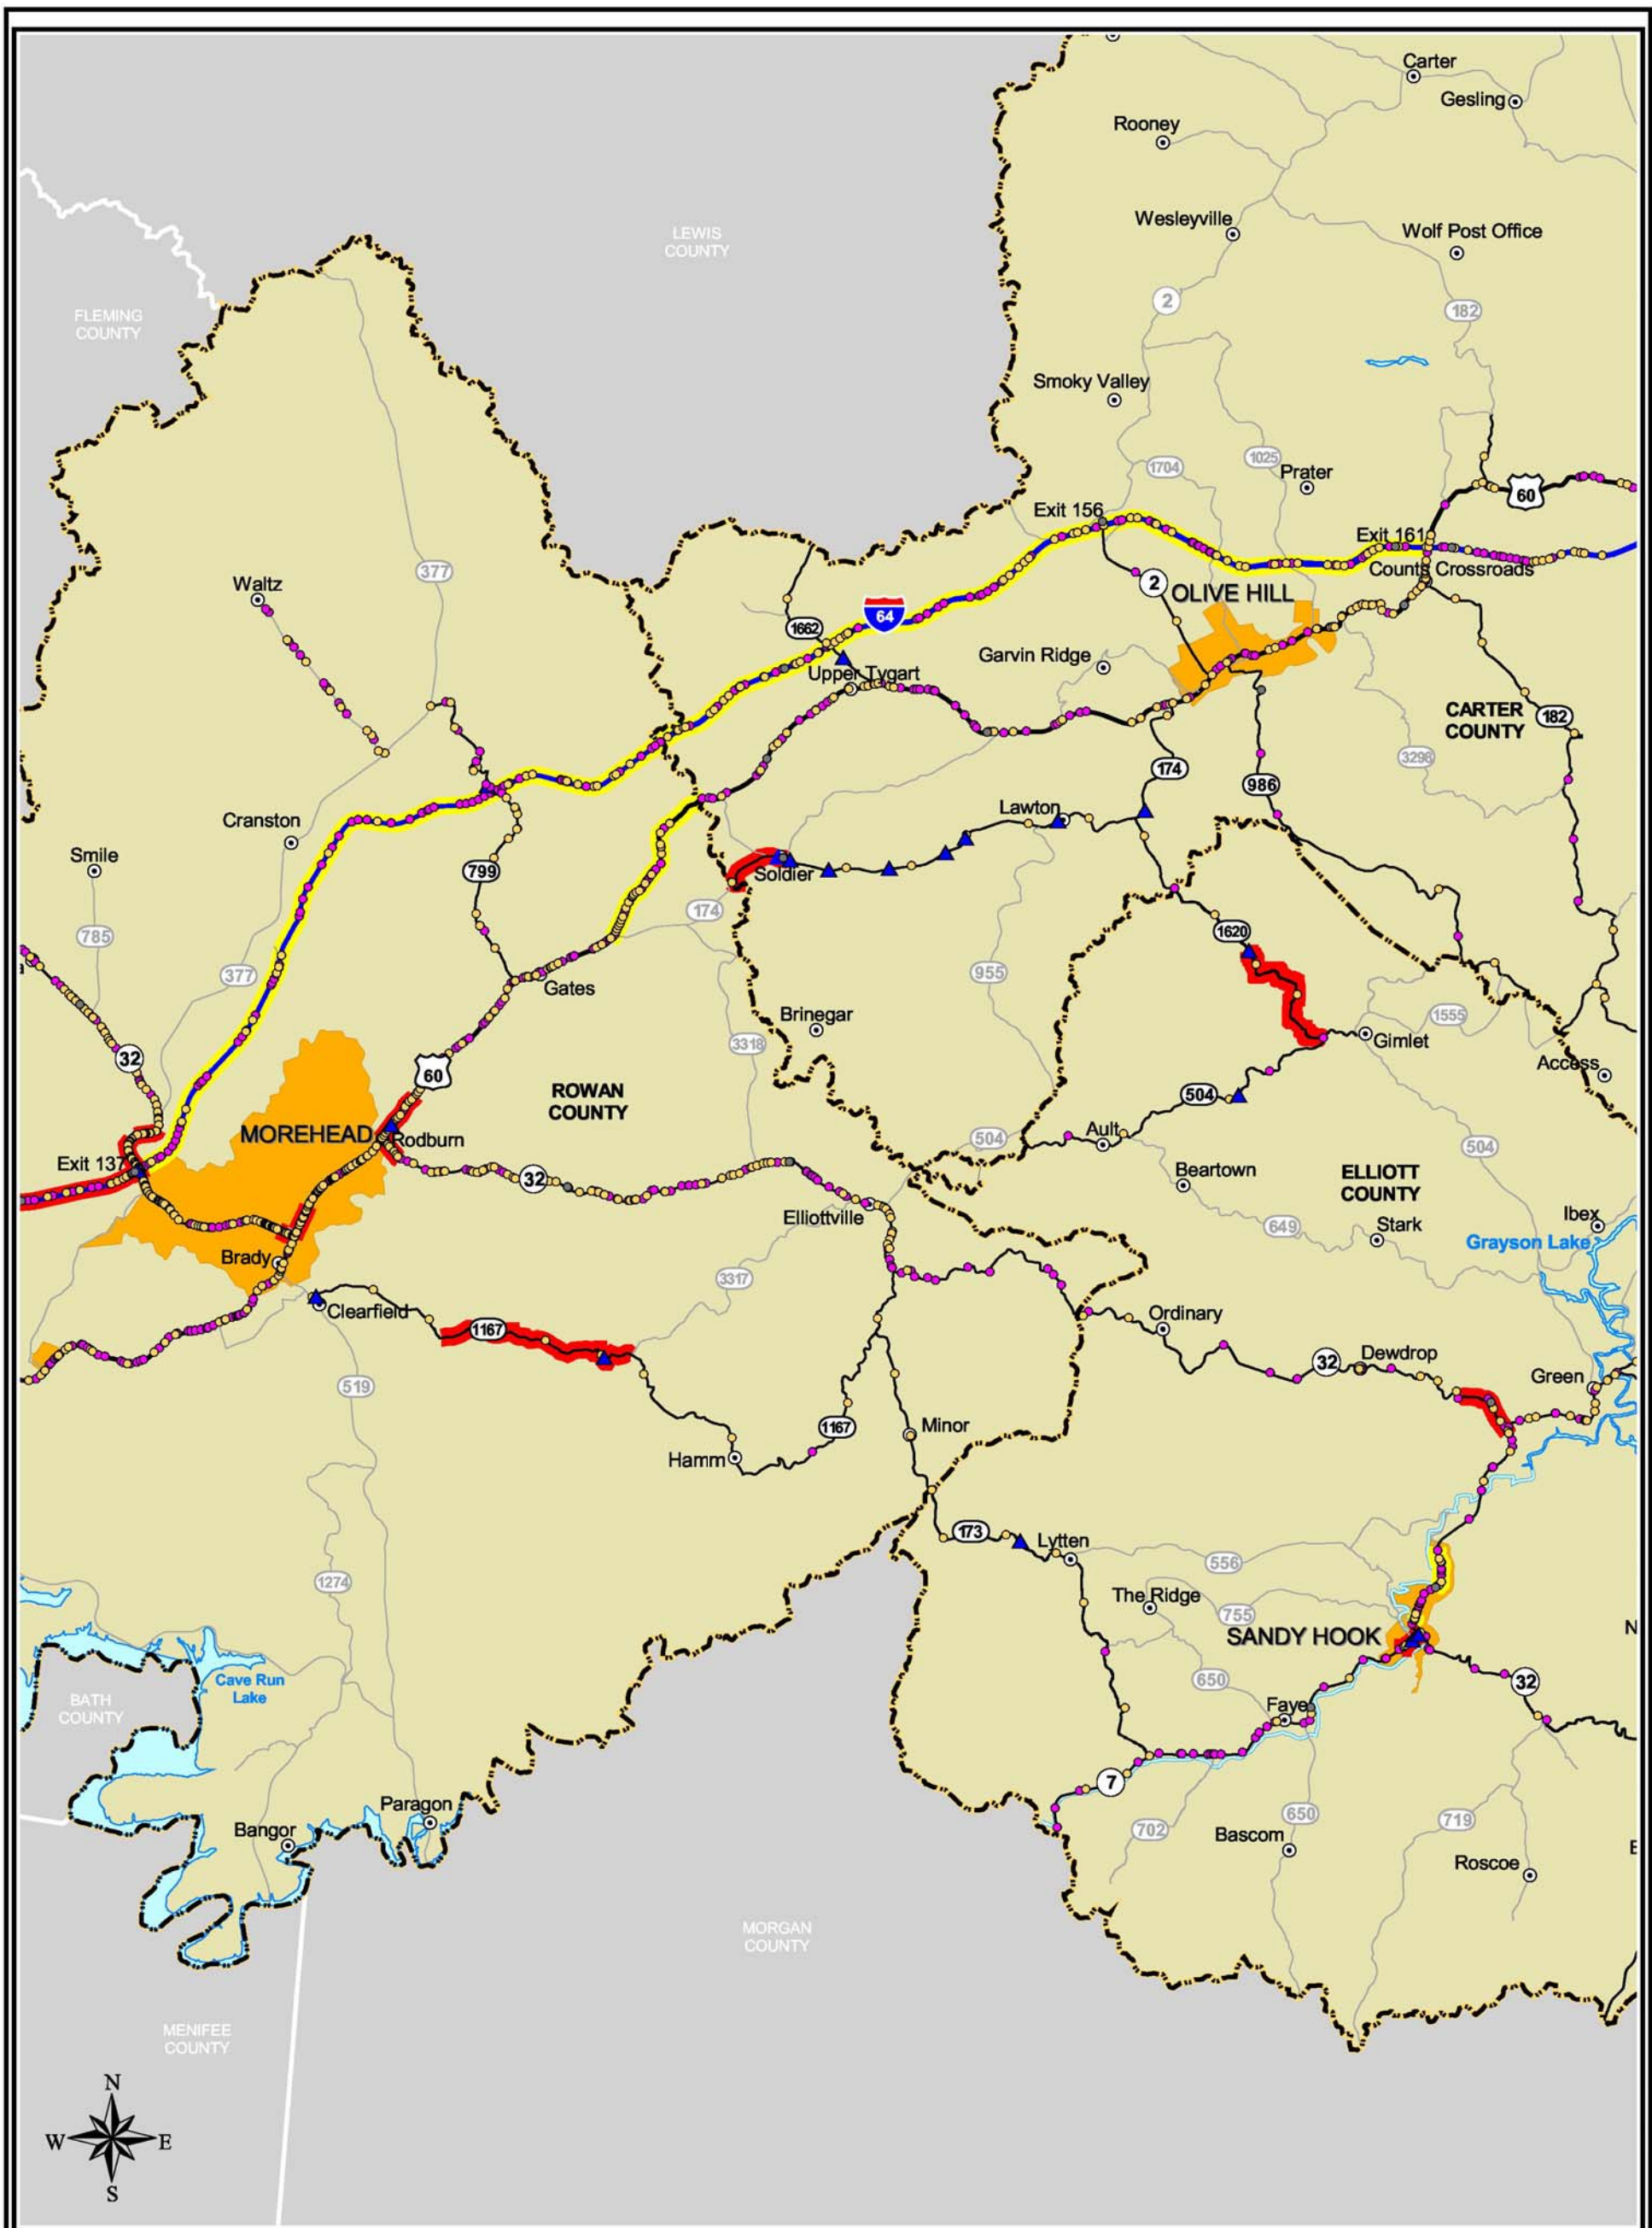 Carter
Gesling
Rooney
Wesleyville
Wolf Post Office
LEWIS
COUNTY
FLEMING
COUNTY
2
182
Smoky Valley
1704
1025
Prater
60
Exit 156
Exit 161
Counts Crossroads
377
Waltz
2
OLIVE HILL
64
1662
Garvin Ridge
Upper Tygart
CARTER
COUNTY
182
3298
174
986
Lawton
Cranston
Smile
799
Soldier
174
785
377
1620
955
Gates
Brinegar
3318
1555
Gimlet
Access
32
60
ROWAN
COUNTY
504
MOREHEAD
Rodburn
504
Ault
504
Exit 137
32
Beartown
ELLIOTT
COUNTY
Elliottville
649
Stark
Ibex
Grayson Lake
Brady
3317
Clearfield
1167
Ordinary
32
Dewdrop
Green
519
1167
Minor
Hamm
173
Lytten
556
1274
The Ridge
755
SANDY HOOK
N
Cave Run
Lake
650
32
BATH
COUNTY
Faye
7
Paragon
Bangor
702
650
719
Bascom
Roscoe
E
MORGAN
COUNTY
MENIFEE
COUNTY
N
W E
S